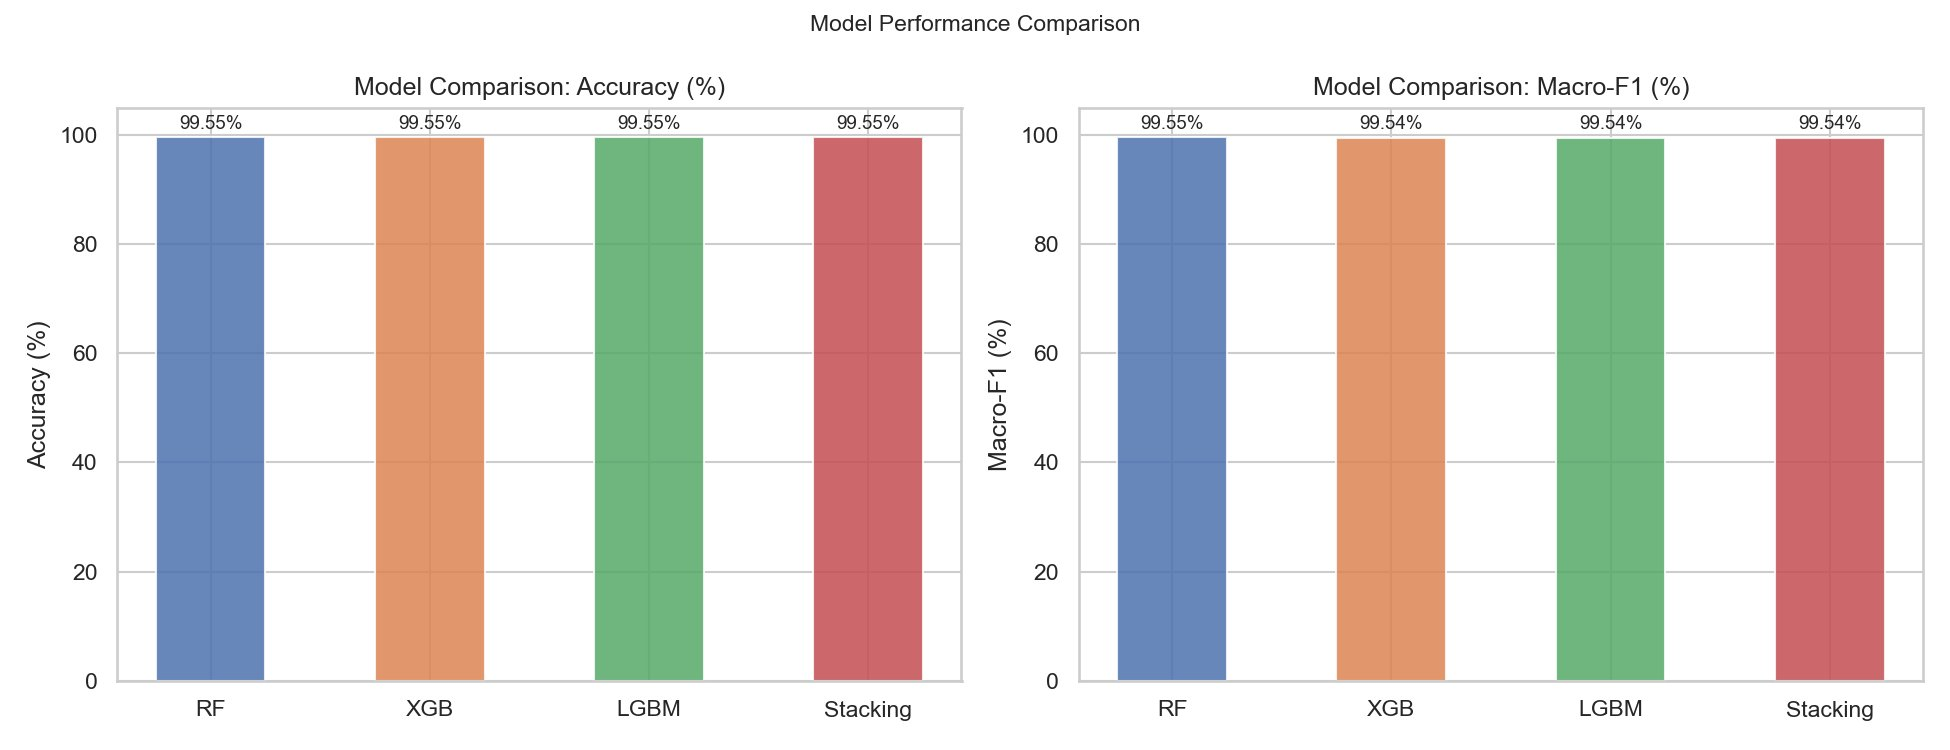 Model Performance Comparison
Model Comparison: Accuracy (%)
99.55%
99.55%
99.55%
99.55%
100
80
60
40
20
0
Accuracy (%)
RF
XGB
LGBM
Stacking
Model Comparison: Macro-F1 (%)
99.55%
99.54%
99.54%
99.54%
100
80
60
40
20
0
Macro-F1 (%)
RF
XGB
LGBM
Stacking